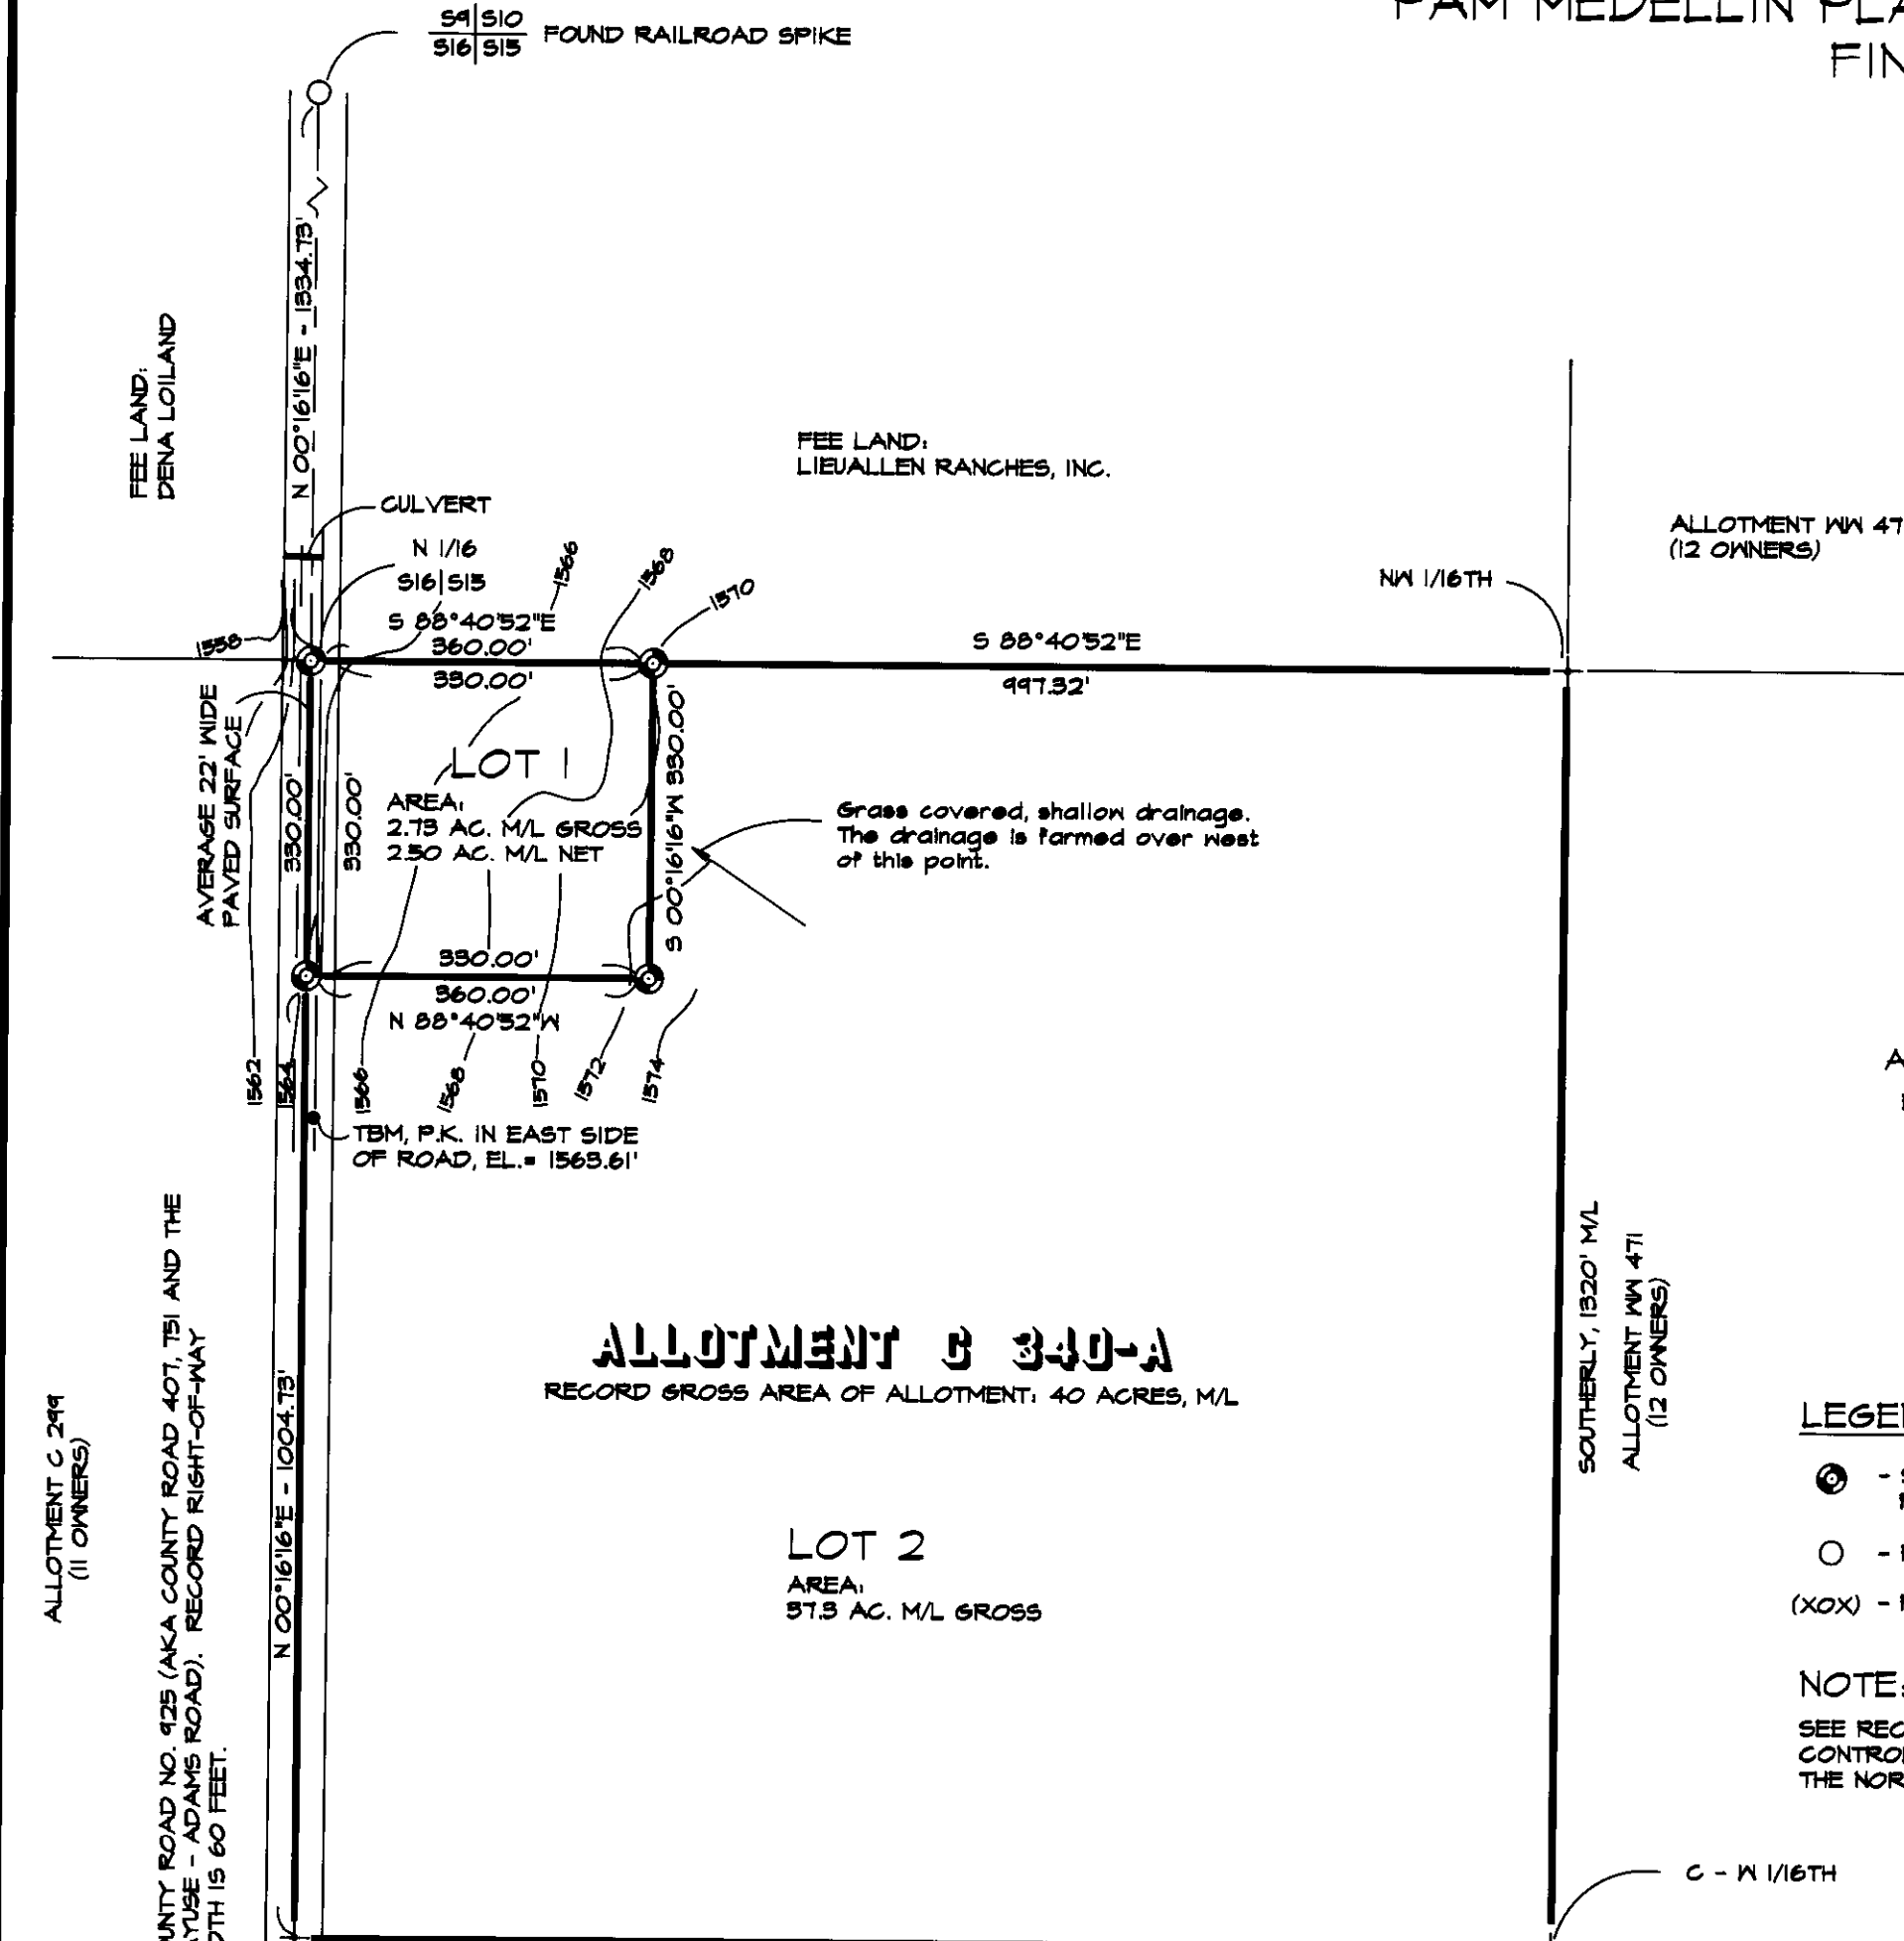 PAM MEDELLIN
FIN
S9|S10
S16|S15
FOUND RAILROAD SPIKE
N 00°16'16"E - 1334.73'
FEE LAND:
DENA LOILAND
FEE LAND:
LIEUALLEN RANCHES, INC.
CULVERT
N 1/16
S16|S15
1566
1568
1570
ALLOTMENT WW 47
(12 OWNERS)
NW 1/16TH
1558
S 88°40'52"E
360.00'
330.00'
S 88°40'52"E
997.32'
AVERAGE 22' WIDE
PAVED SURFACE
330.00'
330.00'
LOT 1
AREA:
2.73 AC. M/L GROSS
2.50 AC. M/L NET
S 00°16'16"W 330.00'
Grass covered, shallow drainage.
The drainage is farmed over west
of this point.
330.00'
360.00'
N 88°40'52"W
1562
1564
1566
1568
1570
1572
1574
TBM, P.K. IN EAST SIDE
OF ROAD, EL.= 1563.61'
ALLOTMENT C 340-A
RECORD GROSS AREA OF ALLOTMENT: 40 ACRES, M/L
N 00°16'16"E - 1004.73'
SOUTHERLY, 1320' M/L
ALLOTMENT WW 471
(12 OWNERS)
ALLOTMENT C 299
(11 OWNERS)
UNTY ROAD NO. 925 (AKA COUNTY ROAD 407, 751 AND THE
AYUSE - ADAMS ROAD). RECORD RIGHT-OF-WAY
DTH IS 60 FEET.
LOT 2
AREA:
37.3 AC. M/L GROSS
LEGE
(XOX) -
NOTE:
SEE REC
CONTRO
THE NOR
C - W 1/16TH